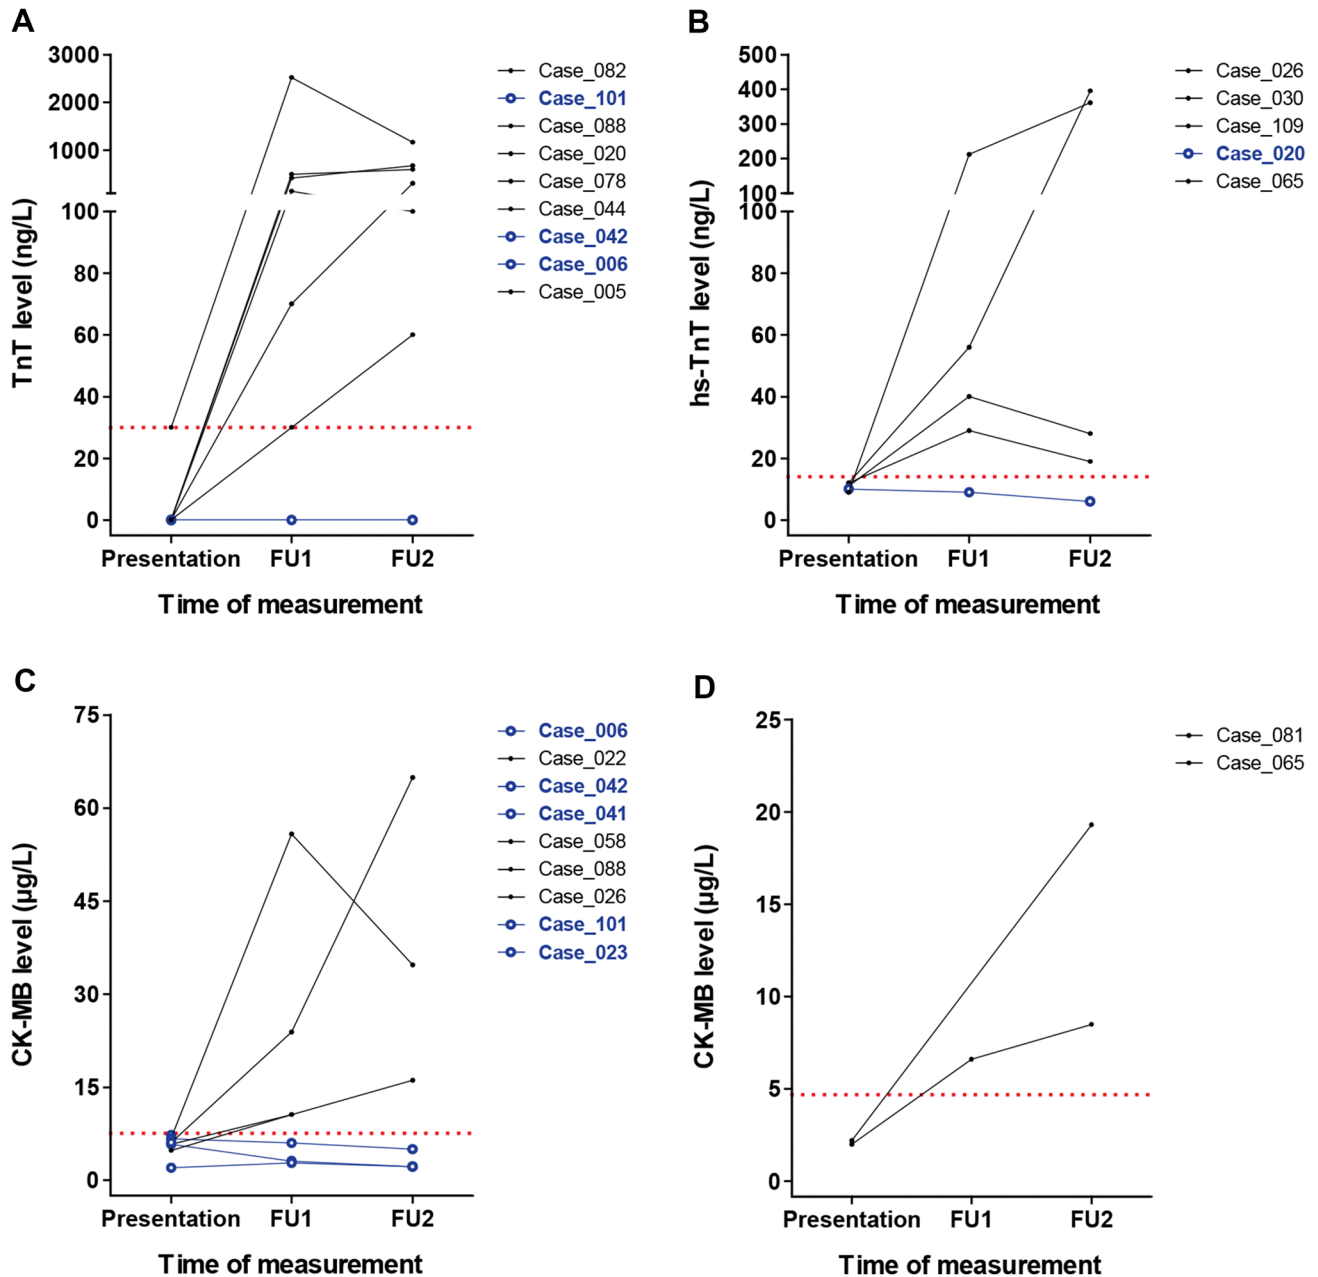 A
TnT level (ng/L)
3000
2000
1000
100
80
60
40
20
0
Presentation FU1 FU2
Time of measurement
Case_082
Case_101
Case_088
Case_020
Case_078
Case_044
Case_042
Case_006
Case_005
B
hs-TnT level (ng/L)
500
400
300
200
100
100
80
60
40
20
0
Presentation FU1 FU2
Time of measurement
Case_026
Case_030
Case_109
Case_020
Case_065
C
CK-MB level (µg/L)
75
60
45
30
15
0
Presentation FU1 FU2
Time of measurement
Case_006
Case_022
Case_042
Case_041
Case_058
Case_088
Case_026
Case_101
Case_023
D
CK-MB level (µg/L)
25
20
15
10
5
0
Presentation FU1 FU2
Time of measurement
Case_081
Case_065